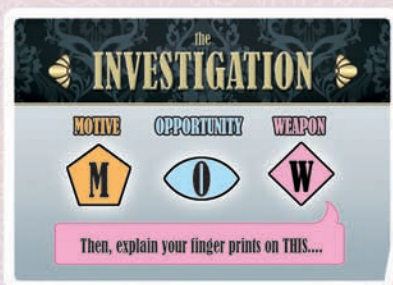 the
INVESTIGATION
MOTIVE OPPORTUNITY WEAPON
M O W
Then, explain your finger prints on THIS....